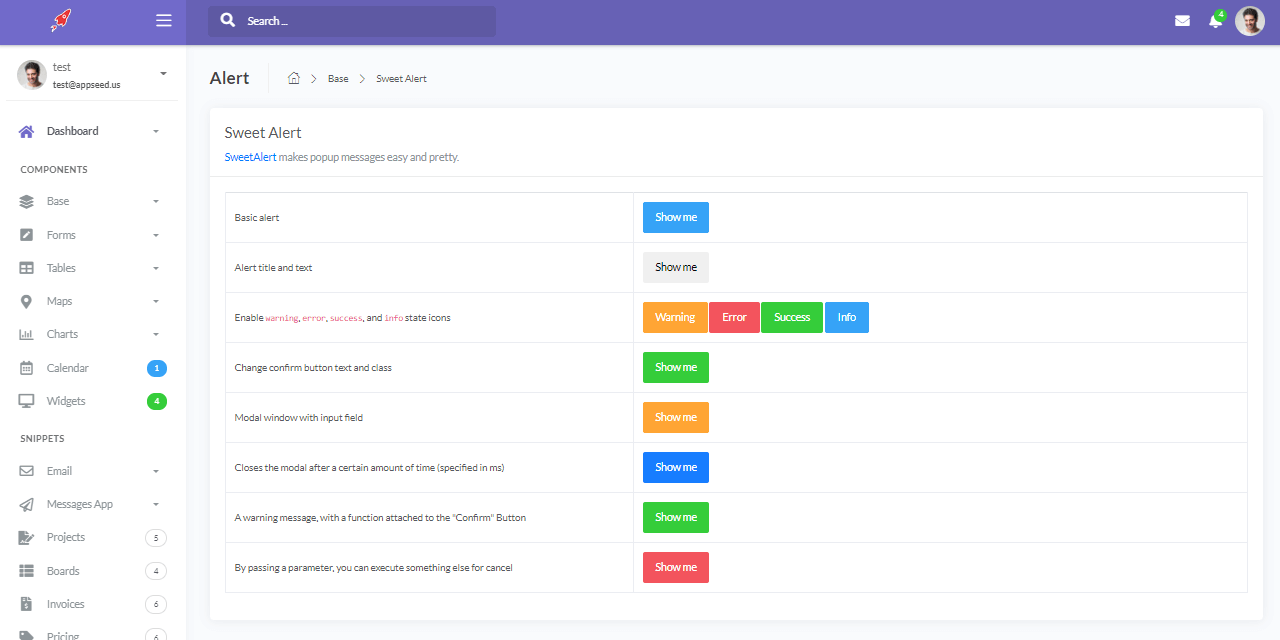 Search ...
4
test
test@appseed.us
Alert
Base
Sweet Alert
Dashboard
COMPONENTS
Base
Forms
Tables
Maps
Charts
Calendar 1
Widgets 4
SNIPPETS
Email
Messages App
Projects 5
Boards 4
Invoices 6
Pricing 6
Sweet Alert
SweetAlert makes popup messages easy and pretty.
Basic alert Show me
Alert title and text Show me
Enable warning, error, success, and info state icons Warning Error Success Info
Change confirm button text and class Show me
Modal window with input field Show me
Closes the modal after a certain amount of time (specified in ms) Show me
A warning message, with a function attached to the "Confirm" Button Show me
By passing a parameter, you can execute something else for cancel Show me